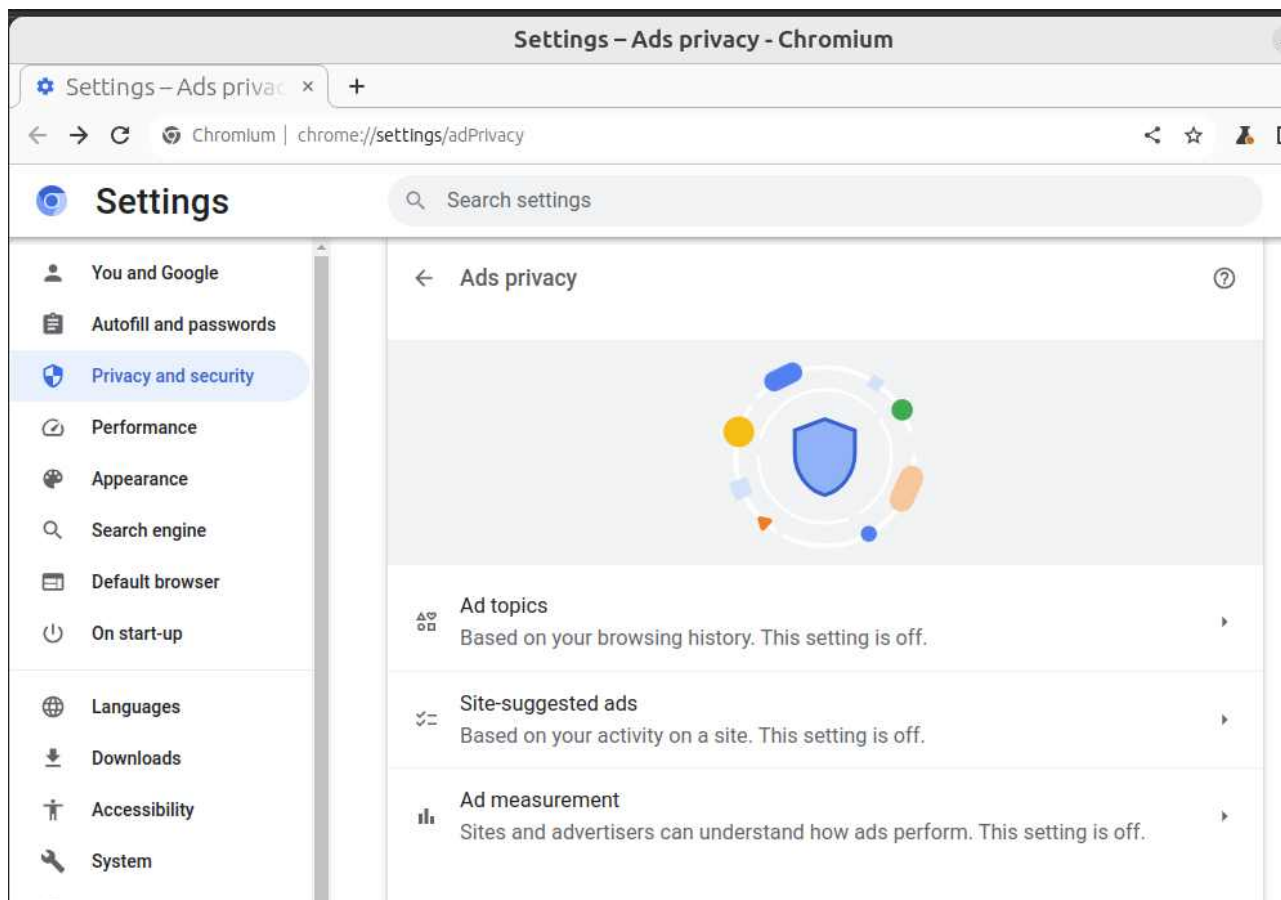 Settings – Ads privacy - Chromium
Settings – Ads privac
Chromium | chrome://settings/adPrivacy
Settings
Search settings
You and Google
Autofill and passwords
Privacy and security
Performance
Appearance
Search engine
Default browser
On start-up
Languages
Downloads
Accessibility
System
Ads privacy
Ad topics
Based on your browsing history. This setting is off.
Site-suggested ads
Based on your activity on a site. This setting is off.
Ad measurement
Sites and advertisers can understand how ads perform. This setting is off.